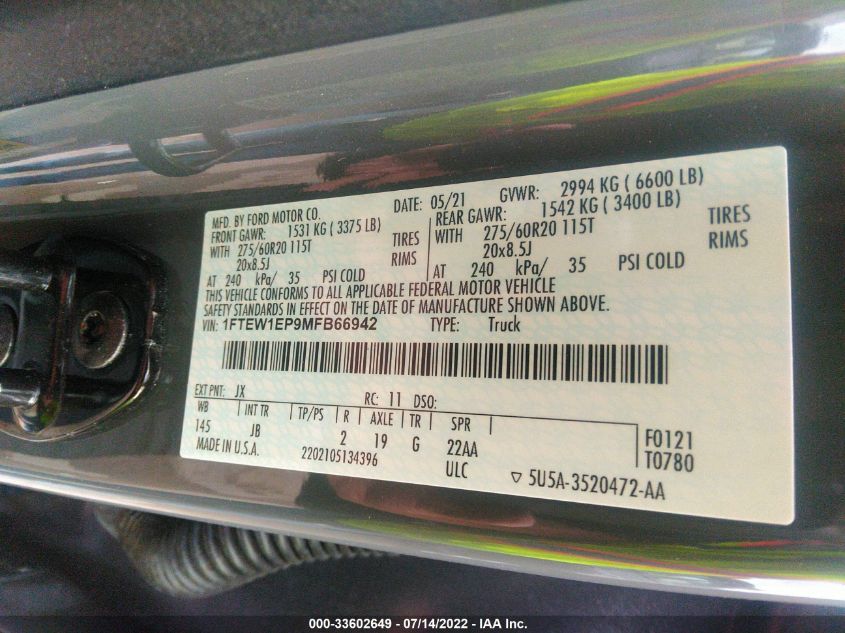 MFD. BY FORD MOTOR CO.
DATE: 05/21 GVWR: 2994 KG ( 6600 LB)
FRONT GAWR: 1531 KG ( 3375 LB)
REAR GAWR: 1542 KG ( 3400 LB)
WITH 275/60R20 115T TIRES
WITH 275/60R20 115T TIRES
20x8.5J RIMS
20x8.5J RIMS
AT 240 kPa/ 35 PSI COLD
AT 240 kPa/ 35 PSI COLD
THIS VEHICLE CONFORMS TO ALL APPLICABLE FEDERAL MOTOR VEHICLE
SAFETY STANDARDS IN EFFECT ON THE DATE OF MANUFACTURE SHOWN ABOVE.
VIN: 1FTEW1EP9MFB66942 TYPE: Truck
EXT PNT: JX RC: 11 DSO:
WB INT TR TP/PS R AXLE TR SPR
145 JB 2 19 G 22AA F0121
MADE IN U.S.A. 2202105134396 ULC T0780
▽ 5U5A-3520472-AA
000-33602649 - 07/14/2022 - IAA Inc.